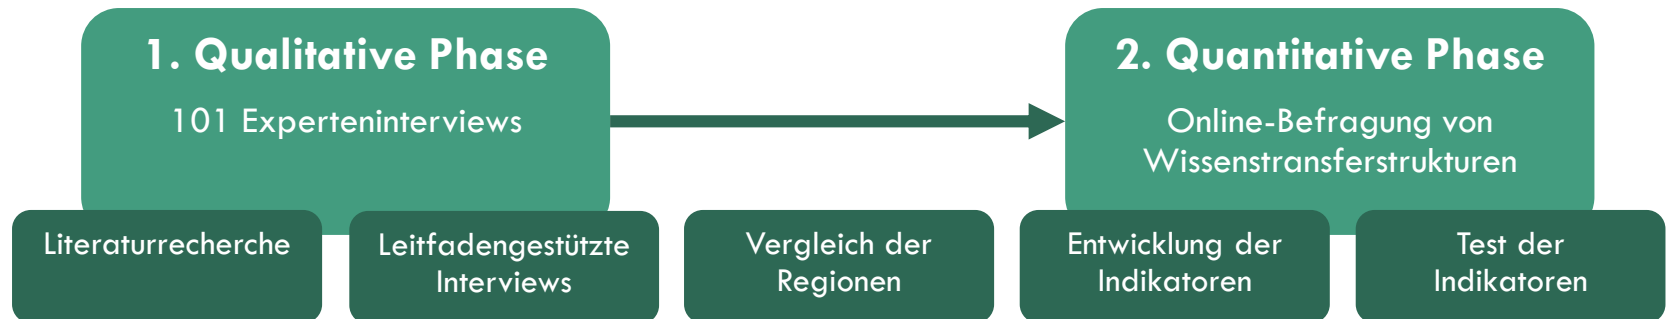 1. Qualitative Phase
101 Experteninterviews
2. Quantitative Phase
Online-Befragung von
Wissenstransferstrukturen
Literaturrecherche
Leitfadengestützte
Interviews
Vergleich der
Regionen
Entwicklung der
Indikatoren
Test der
Indikatoren